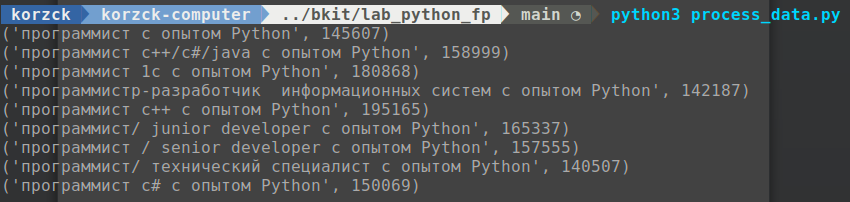 korzck korzck-computer ../bkit/lab_python_fp main python3 process_data.py
('программист с опытом Python', 145607)
('программист c++/c#/java с опытом Python', 158999)
('программист 1с с опытом Python', 180868)
('программистр-разработчик  информационных систем с опытом Python', 142187)
('программист c++ с опытом Python', 195165)
('программист/ junior developer с опытом Python', 165337)
('программист / senior developer с опытом Python', 157555)
('программист/ технический специалист с опытом Python', 140507)
('программист c# с опытом Python', 150069)